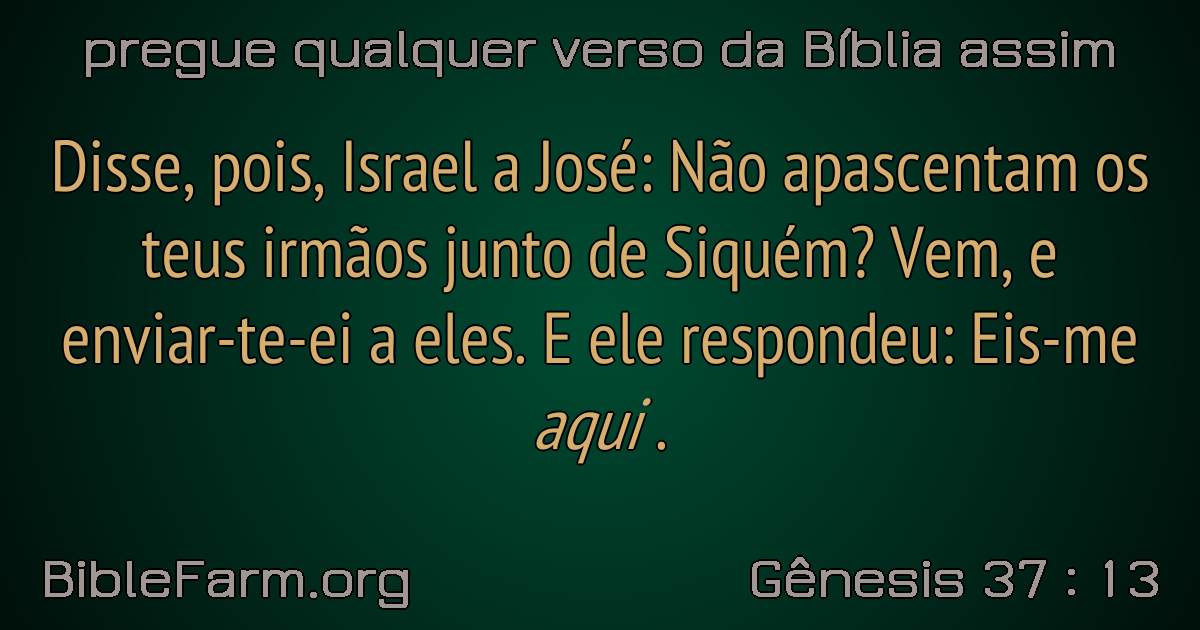 pregue qualquer verso da Bíblia assim
Disse, pois, Israel a José: Não apascentam os
teus irmãos junto de Siquém? Vem, e
enviar-te-ei a eles. E ele respondeu: Eis-me
aqui .
BibleFarm.org
Gênesis 37 : 13